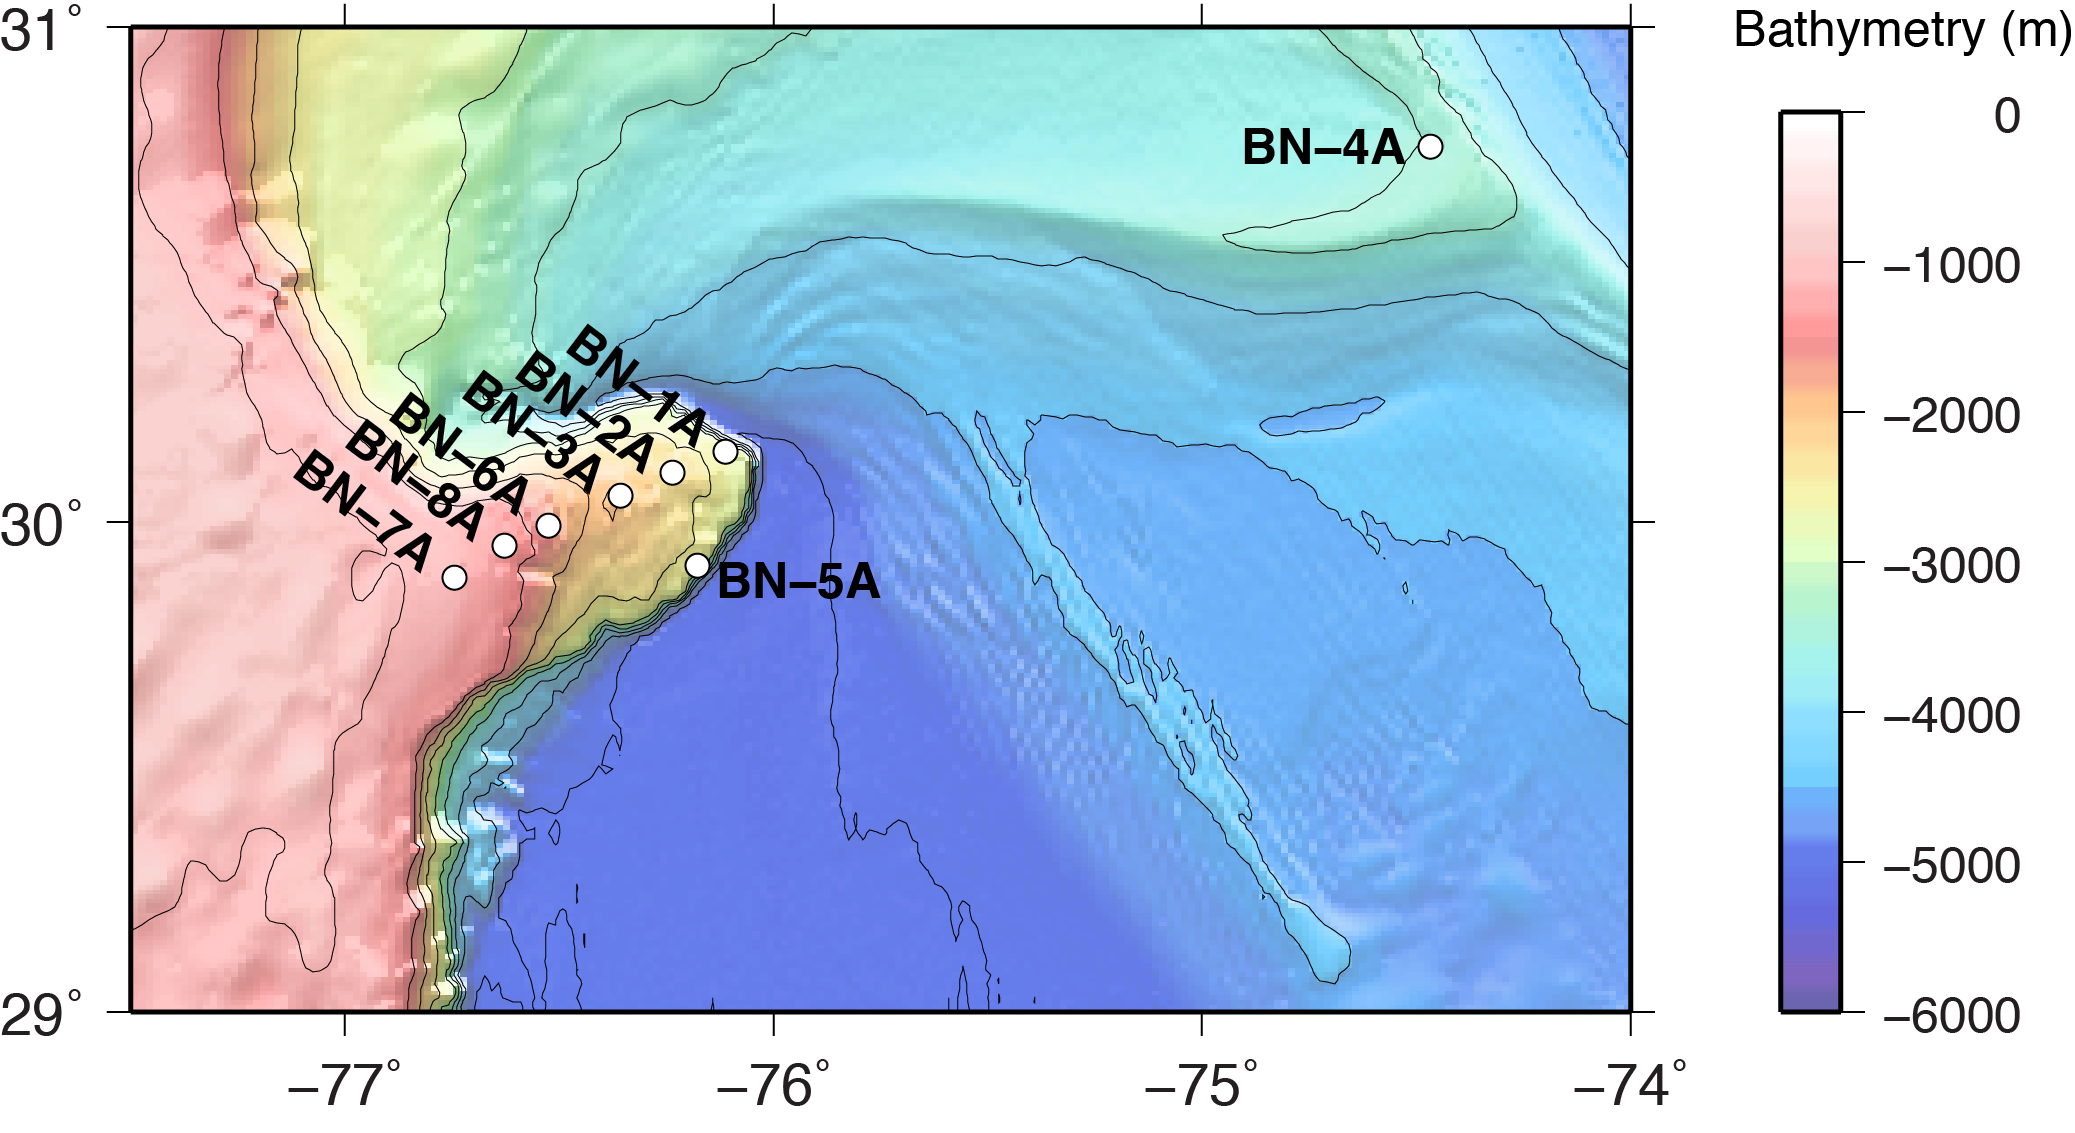 31°
Bathymetry (m)
0
BN–4A
–1000
BN–1A
BN–2A
BN–3A
BN–6A
BN–8A
BN–7A
–2000
30°
–3000
BN–5A
–4000
–5000
29°
–6000
–77°
–76°
–75°
–74°